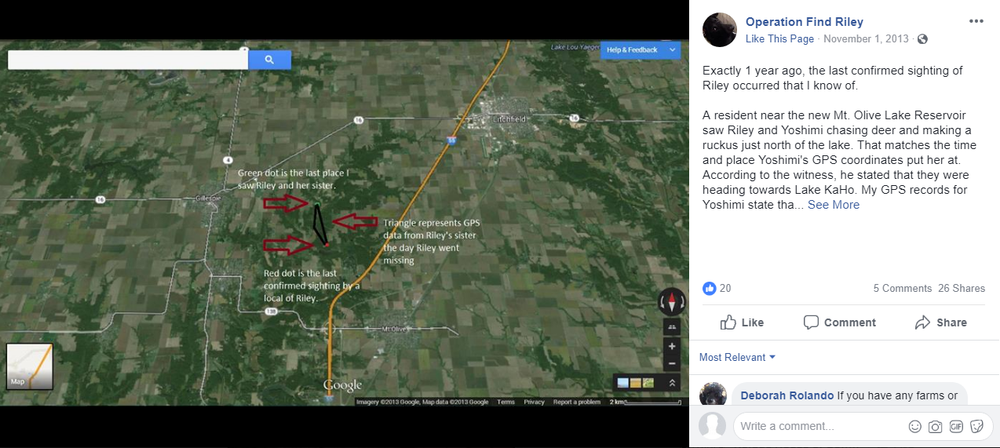 Lake Lou Yaeger
Help & Feedback
16
Litchfield
16
55
4
Green dot is the last place I
saw Riley and her sister.
16
Gillespie
Triangle represents GPS
data from Riley's sister
the day Riley went
missing
Red dot is the last
confirmed sighting by a
local of Riley.
138
Mt Olive
Map
Google
Imagery ©2013 Google, Map data ©2013 Google Terms Privacy Report a problem 2 km
Operation Find Riley
Like This Page · November 1, 2013 ·
Exactly 1 year ago, the last confirmed sighting of
Riley occurred that I know of.
A resident near the new Mt. Olive Lake Reservoir
saw Riley and Yoshimi chasing deer and making a
ruckus just north of the lake. That matches the time
and place Yoshimi's GPS coordinates put her at.
According to the witness, he stated that they were
heading towards Lake KaHo. My GPS records for
Yoshimi state tha... See More
20
5 Comments 26 Shares
Like Comment Share
Most Relevant
Deborah Rolando If you have any farms or
Write a comment...
GIF